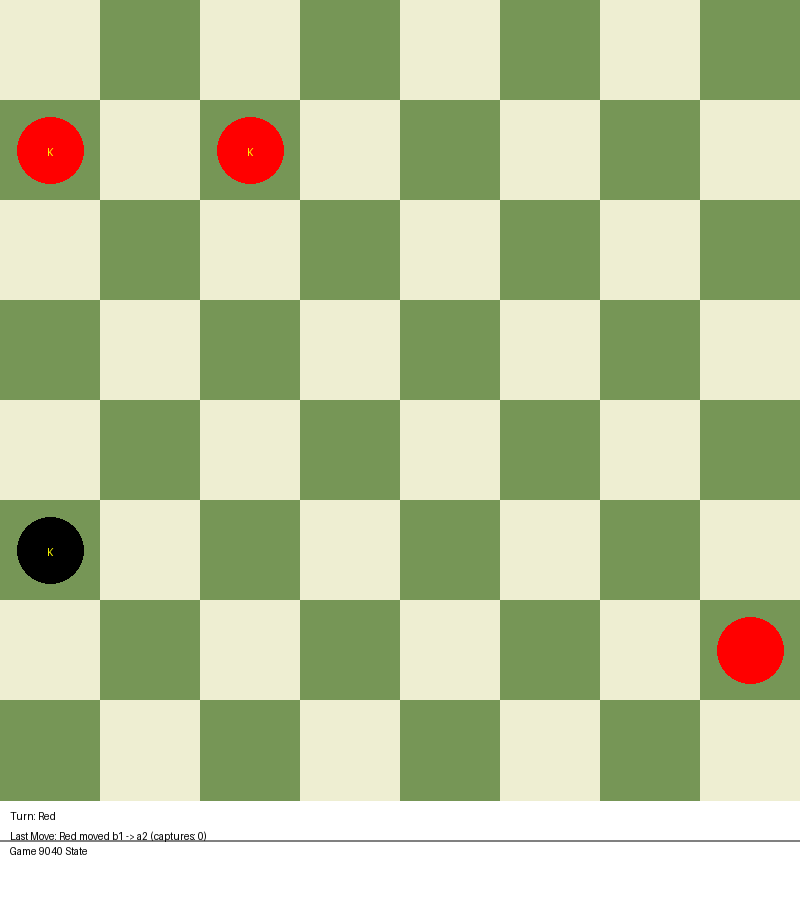 K K
K
Turn: Red
Last Move: Red moved b1 -> a2 (captures: 0)
Game 9040 State